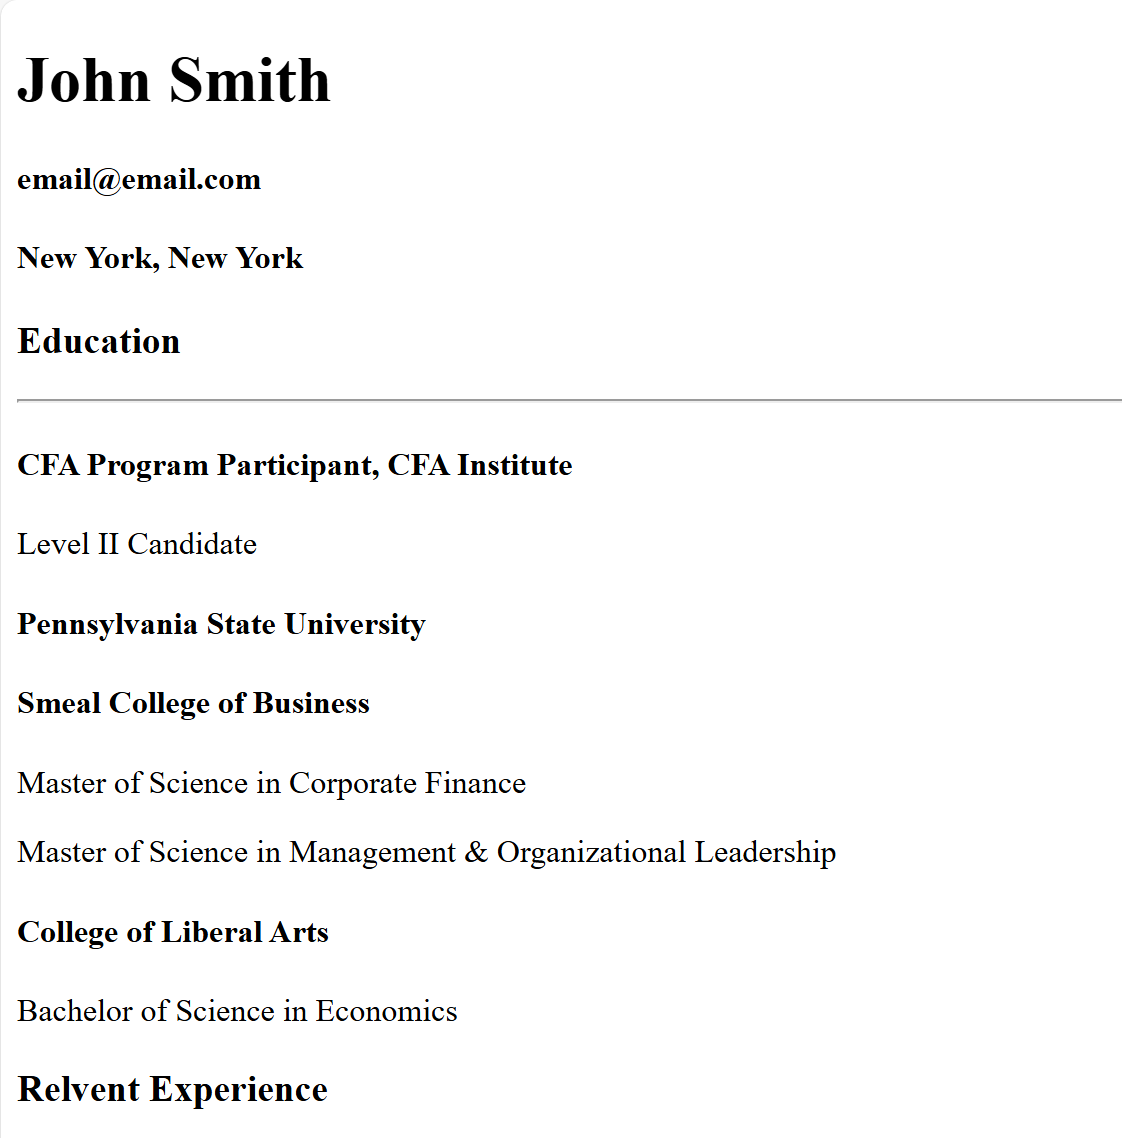 John Smith
email@email.com
New York, New York
Education
CFA Program Participant, CFA Institute
Level II Candidate
Pennsylvania State University
Smeal College of Business
Master of Science in Corporate Finance
Master of Science in Management & Organizational Leadership
College of Liberal Arts
Bachelor of Science in Economics
Relvent Experience